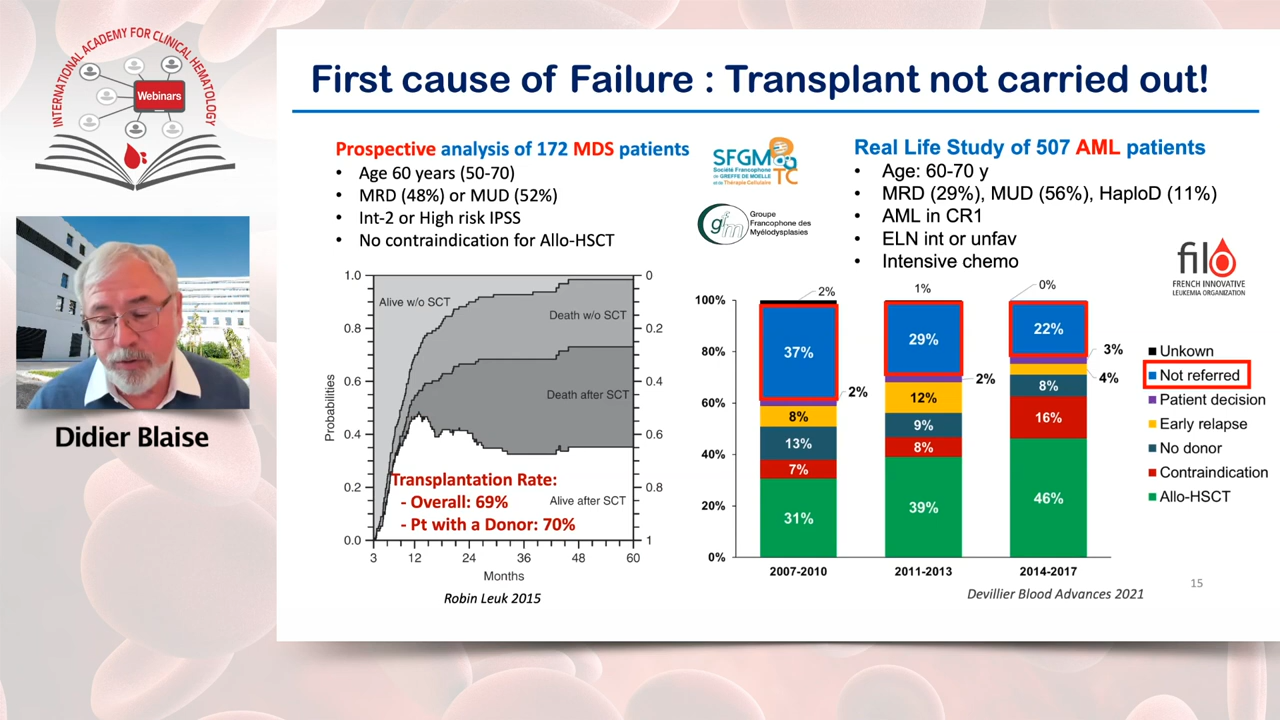 INTERNATIONAL ACADEMY FOR CLINICAL HEMATOLOGY
Webinars
Didier Blaise
First cause of Failure : Transplant not carried out!
Prospective analysis of 172 MDS patients
• Age 60 years (50-70)
• MRD (48%) or MUD (52%)
• Int-2 or High risk IPSS
• No contraindication for Allo-HSCT
SFGM
TC
Société Francophone
de GREFFE DE MOELLE
et de Thérapie Cellulaire
gfm
Groupe
Francophone des
Myélodysplasies
Real Life Study of 507 AML patients
• Age: 60-70 y
• MRD (29%), MUD (56%), HaploD (11%)
• AML in CR1
• ELN int or unfav
• Intensive chemo
filo
FRENCH INNOVATIVE
LEUKEMIA ORGANIZATION
Probabilities
1.0
0.8
0.6
0.4
0.2
0.0
0
0.2
0.4
0.6
0.8
1
Alive w/o SCT
Death w/o SCT
Death after SCT
Alive after SCT
Transplantation Rate:
- Overall: 69%
- Pt with a Donor: 70%
3 12 24 36 48 60
Months
Robin Leuk 2015
100%
80%
60%
40%
20%
0%
2%
37%
2%
8%
13%
7%
31%
1%
29%
2%
12%
9%
8%
39%
0%
22%
3%
4%
8%
16%
46%
2007-2010 2011-2013 2014-2017
Unkown
Not referred
Patient decision
Early relapse
No donor
Contraindication
Allo-HSCT
Devillier Blood Advances 2021
15